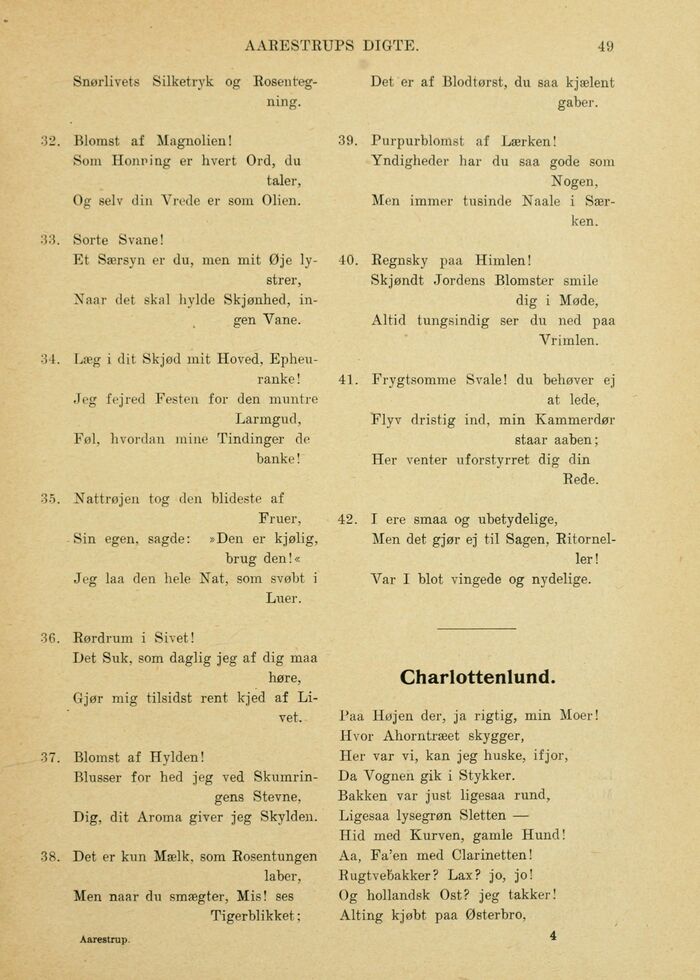 AARESTRUPS DIGTE. 49
Snørlivets Silketryk og Rosenteg-
ning.
32. Blomst af Magnolien!
Som Honning er hvert Ord, du
taler,
Og selv din Vrede er som Olien.
33. Sorte Svane!
Et Særsyn er du, men mit Øje ly-
strer,
Naar det skal hylde Skjønhed, in-
gen Vane.
34. Læg i dit Skjød mit Hoved, Epheu-
ranke!
Jeg fejred Festen for den muntre
Larmgud,
Føl, hvordan mine Tindinger de
banke!
35. Nattrøjen tog den blideste af
Fruer,
Sin egen, sagde: »Den er kjølig,
brug den!«
Jeg laa den hele Nat, som svøbt i
Luer.
36. Rørdrum i Sivet!
Det Suk, som daglig jeg af dig maa
høre,
Gjør mig tilsidst rent kjed af Li-
vet.
37. Blomst af Hylden!
Blusser for hed jeg ved Skumrin-
gens Stevne,
Dig, dit Aroma giver jeg Skylden.
38. Det er kun Mælk, som Rosentungen
laber,
Men naar du smægter, Mis! ses
Tigerblikket;
Det er af Blodtørst, du saa kjælent
gaber.
39. Purpurblomst af Lærken!
Yndigheder har du saa gode som
Nogen,
Men immer tusinde Naale i Sær-
ken.
40. Regnsky paa Himlen!
Skjøndt Jordens Blomster smile
dig i Møde,
Altid tungsindig ser du ned paa
Vrimlen.
41. Frygtsomme Svale! du behøver ej
at lede,
Flyv dristig ind, min Kammerdør
staar aaben;
Her venter uforstyrret dig din
Rede.
42. I ere smaa og ubetydelige,
Men det gjør ej til Sagen, Ritornel-
ler!
Var I blot vingede og nydelige.
Charlottenlund.
Paa Højen der, ja rigtig, min Moer!
Hvor Ahorntræet skygger,
Her var vi, kan jeg huske, ifjor,
Da Vognen gik i Stykker.
Bakken var just ligesaa rund,
Ligesaa lysegrøn Sletten —
Hid med Kurven, gamle Hund!
Aa, Fa'en med Clarinetten!
Rugtvebakker? Lax? jo, jo!
Og hollandsk Ost? jeg takker!
Alting kjøbt paa Østerbro,
Aarestrup. 4